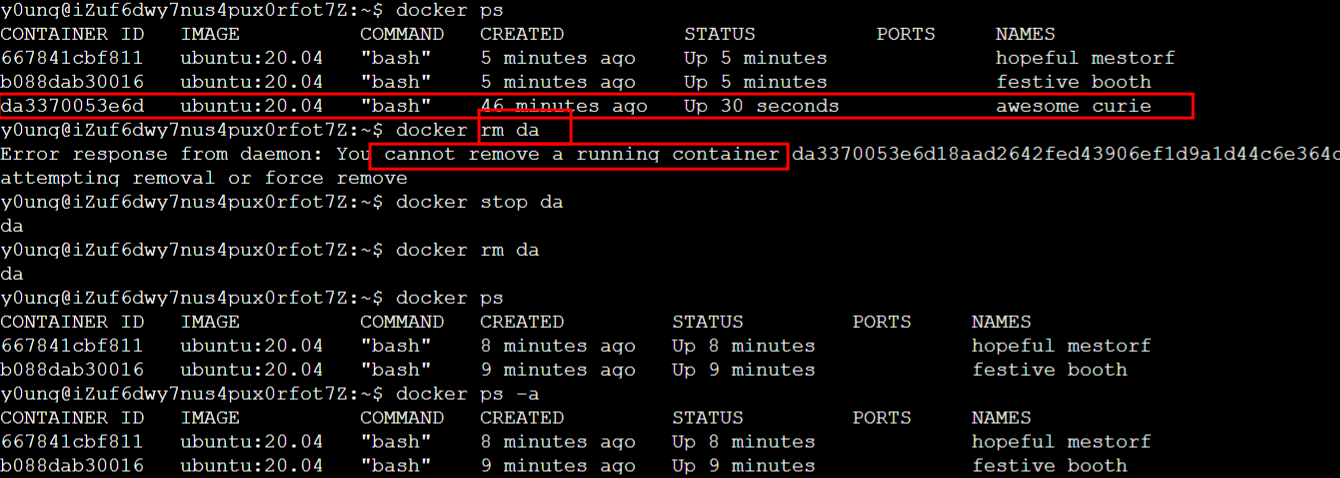 y0ung@iZuf6dwy7nus4pux0rfot7Z:~$ docker ps
CONTAINER ID   IMAGE          COMMAND   CREATED          STATUS          PORTS     NAMES
667841cbf811   ubuntu:20.04   "bash"    5 minutes ago    Up 5 minutes              hopeful mestorf
b088dab30016   ubuntu:20.04   "bash"    5 minutes ago    Up 5 minutes              festive booth
da3370053e6d   ubuntu:20.04   "bash"    46 minutes ago   Up 30 seconds             awesome curie
y0ung@iZuf6dwy7nus4pux0rfot7Z:~$ docker rm da
Error response from daemon: You cannot remove a running container da3370053e6d18aad2642fed43906ef1d9a1d44c6e364c
attempting removal or force remove
y0ung@iZuf6dwy7nus4pux0rfot7Z:~$ docker stop da
da
y0ung@iZuf6dwy7nus4pux0rfot7Z:~$ docker rm da
da
y0ung@iZuf6dwy7nus4pux0rfot7Z:~$ docker ps
CONTAINER ID   IMAGE          COMMAND   CREATED         STATUS         PORTS     NAMES
667841cbf811   ubuntu:20.04   "bash"    8 minutes ago   Up 8 minutes             hopeful mestorf
b088dab30016   ubuntu:20.04   "bash"    9 minutes ago   Up 9 minutes             festive booth
y0ung@iZuf6dwy7nus4pux0rfot7Z:~$ docker ps -a
CONTAINER ID   IMAGE          COMMAND   CREATED         STATUS         PORTS     NAMES
667841cbf811   ubuntu:20.04   "bash"    8 minutes ago   Up 8 minutes             hopeful mestorf
b088dab30016   ubuntu:20.04   "bash"    9 minutes ago   Up 9 minutes             festive booth